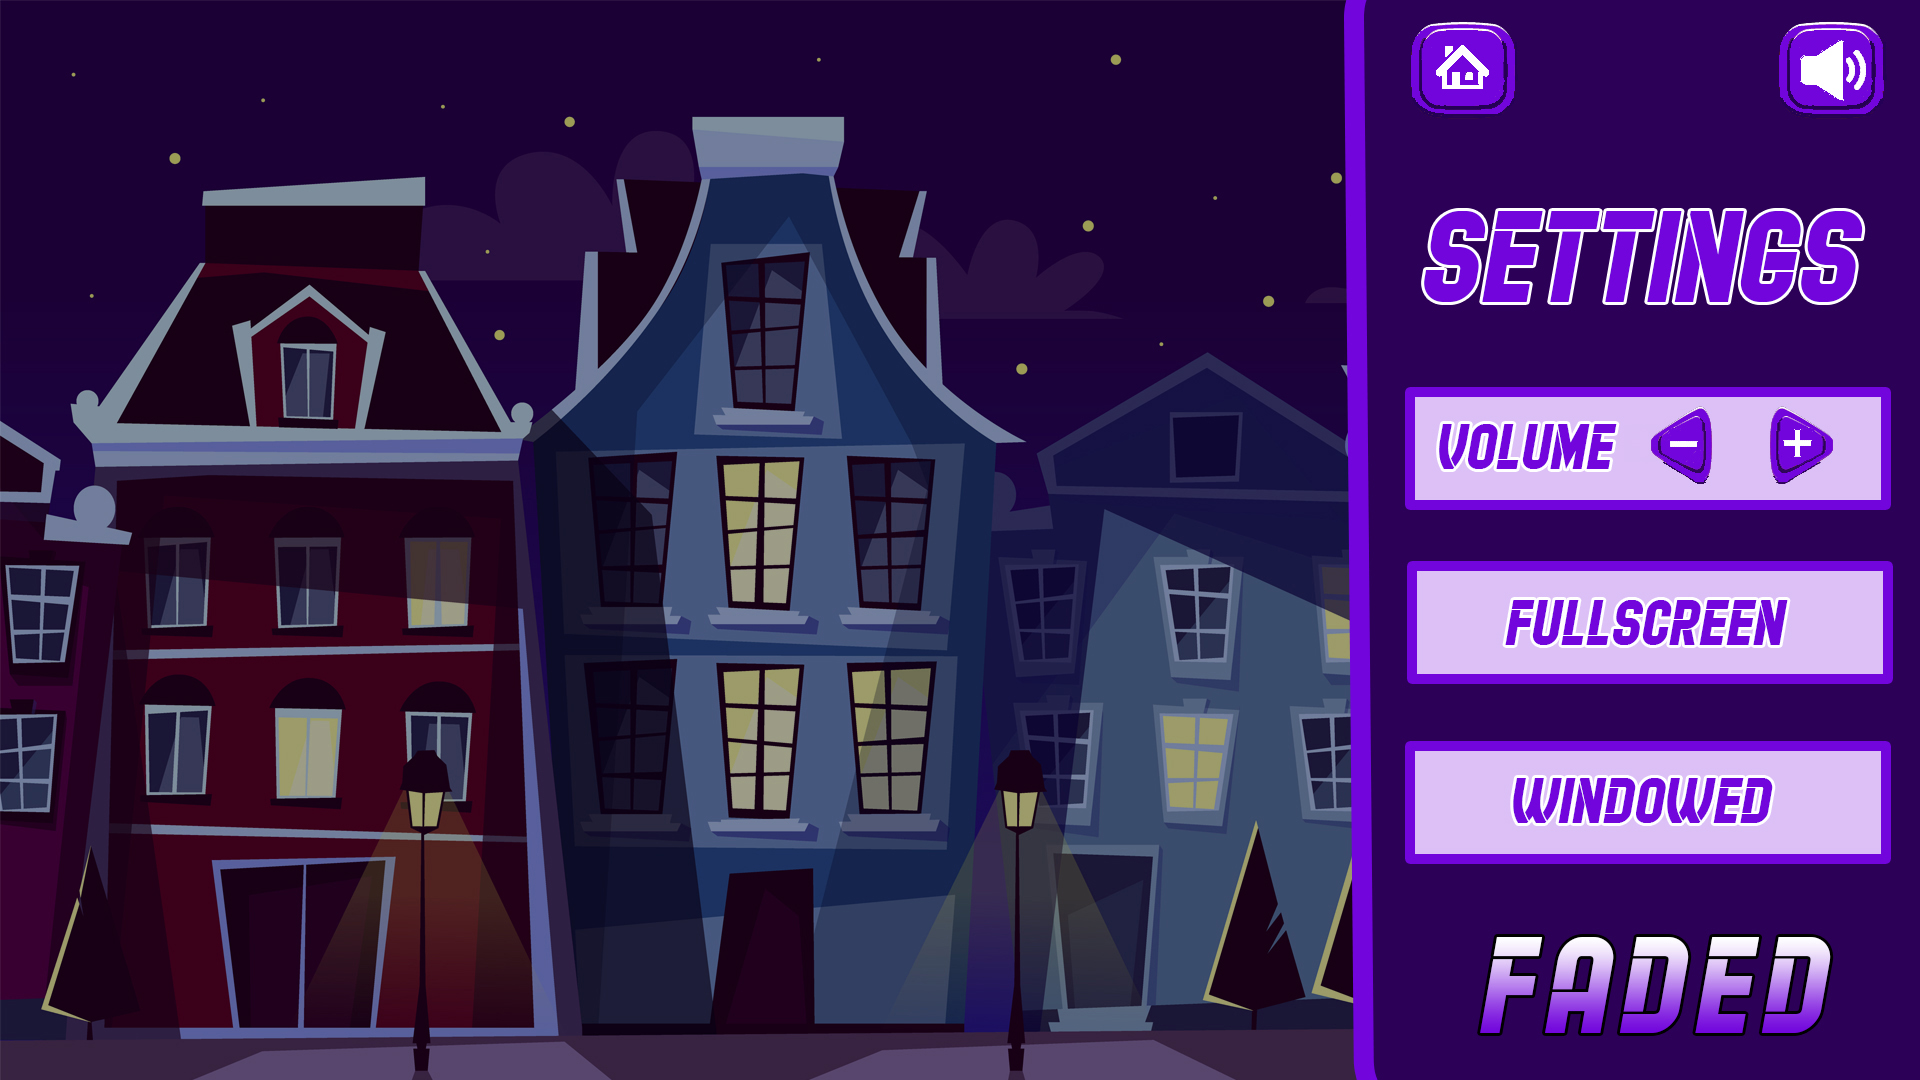 SETTINGS
VOLUME - +
FULLSCREEN
WINDOWED
FADED